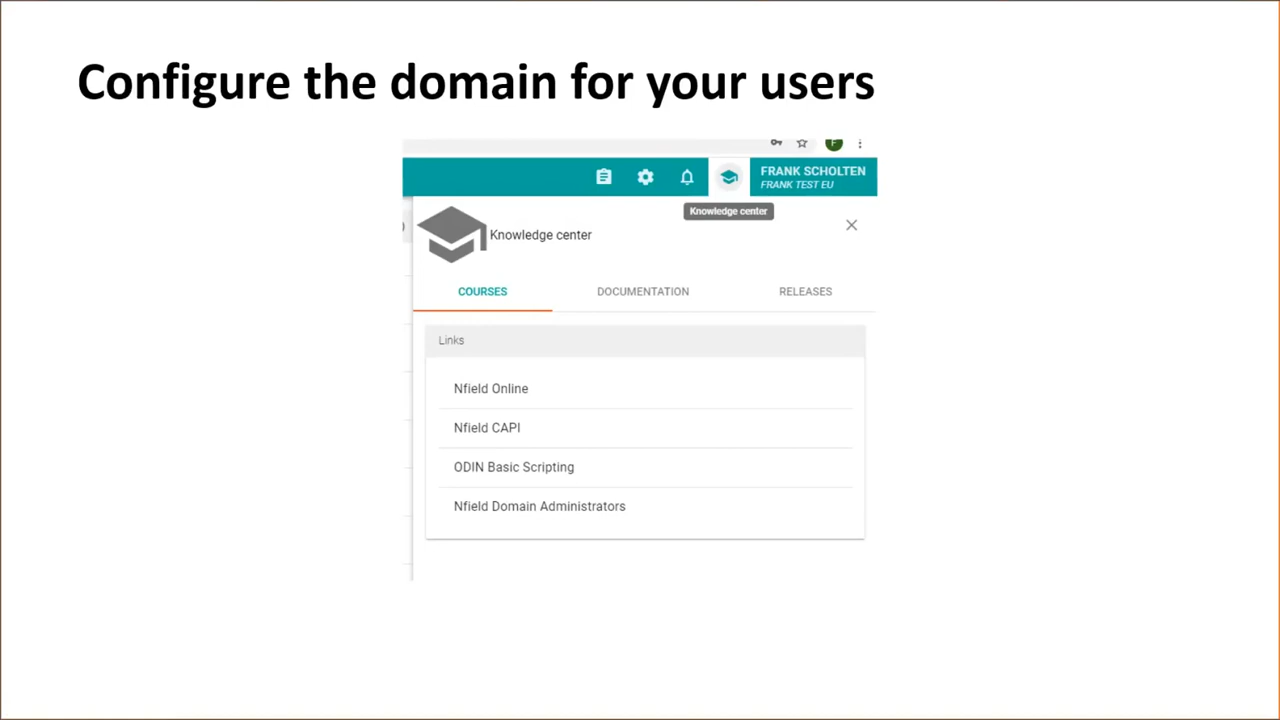 Configure the domain for your users
F
FRANK SCHOLTEN
FRANK TEST EU
Knowledge center
Knowledge center
COURSES DOCUMENTATION RELEASES
Links
Nfield Online
Nfield CAPI
ODIN Basic Scripting
Nfield Domain Administrators